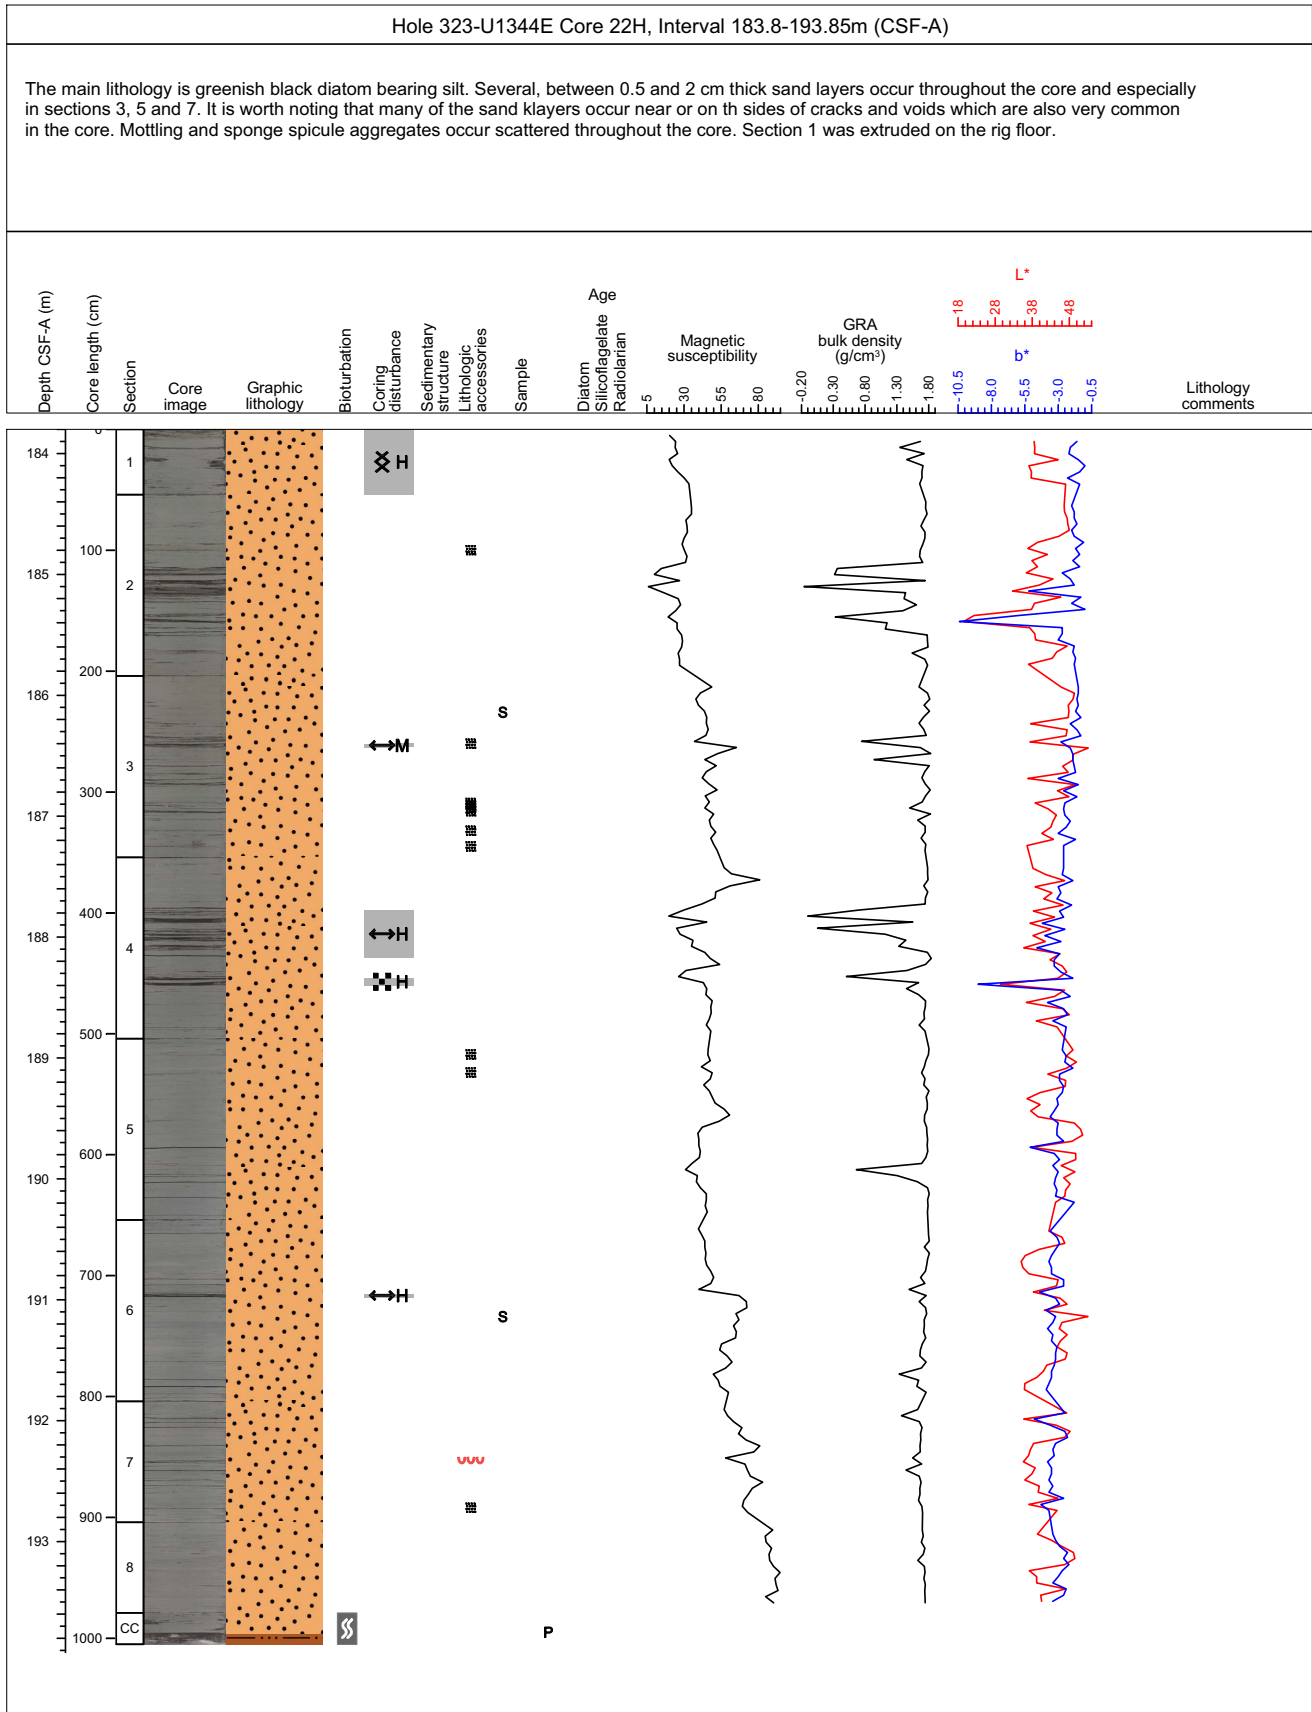 Hole 323-U1344E Core 22H, Interval 183.8-193.85m (CSF-A)
The main lithology is greenish black diatom bearing silt. Several, between 0.5 and 2 cm thick sand layers occur throughout the core and especially
in sections 3, 5 and 7. It is worth noting that many of the sand klayers occur near or on th sides of cracks and voids which are also very common
in the core. Mottling and sponge spicule aggregates occur scattered throughout the core. Section 1 was extruded on the rig floor.
Depth CSF-A (m)
Core length (cm)
Section
Core
image
Graphic
lithology
Bioturbation
Coring
disturbance
Sedimentary
structure
Lithologic
accessories
Sample
Age
Diatom
Silicoflagelate
Radiolarian
Magnetic
susceptibility
5 30 55 80
GRA
bulk density
(g/cm³)
-0.20 0.30 0.80 1.30 1.80
L*
18 28 38 48
b*
-10.5 -8.0 -5.5 -3.0 -0.5
Lithology
comments
0
184
1
H
100
185
2
200
186
S
M
3
300
187
400
188
H
4
H
500
189
5
600
190
700
191
H
6
S
800
192
7
900
193
8
CC
1000
P